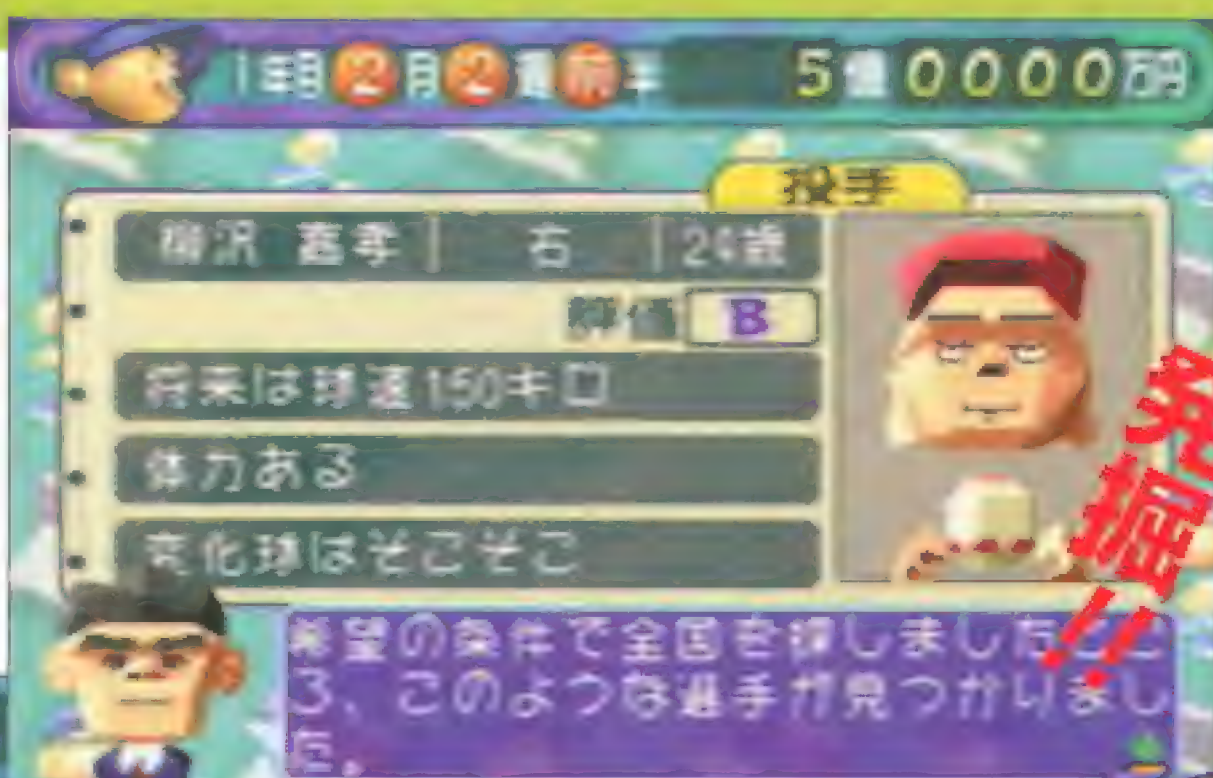 1年目2月2週前半 5億0000万円
投手
柳沢 嘉孝 右 24歳
評価 B
将来は球速150キロ
体力ある
変化球はそこそこ
発掘!!
希望の条件で全国を探しましたとこ
ろ、このような選手が見つかりまし
た。